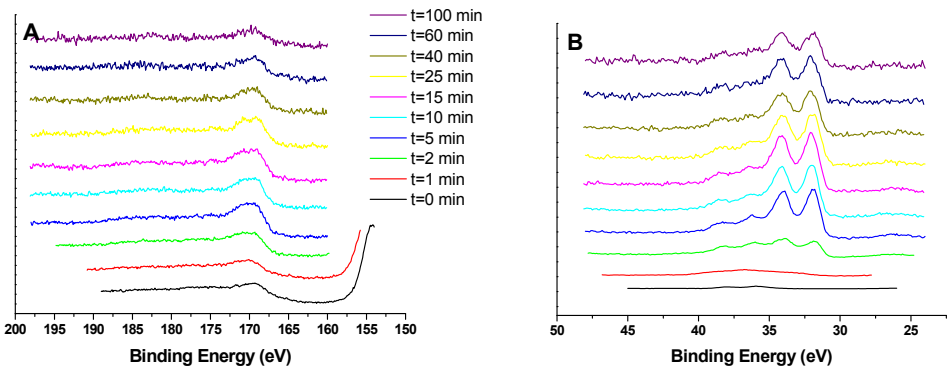 A
t=100 min
t=60 min
t=40 min
t=25 min
t=15 min
t=10 min
t=5 min
t=2 min
t=1 min
t=0 min
200 195 190 185 180 175 170 165 160 155 150
Binding Energy (eV)
B
50 45 40 35 30 25
Binding Energy (eV)